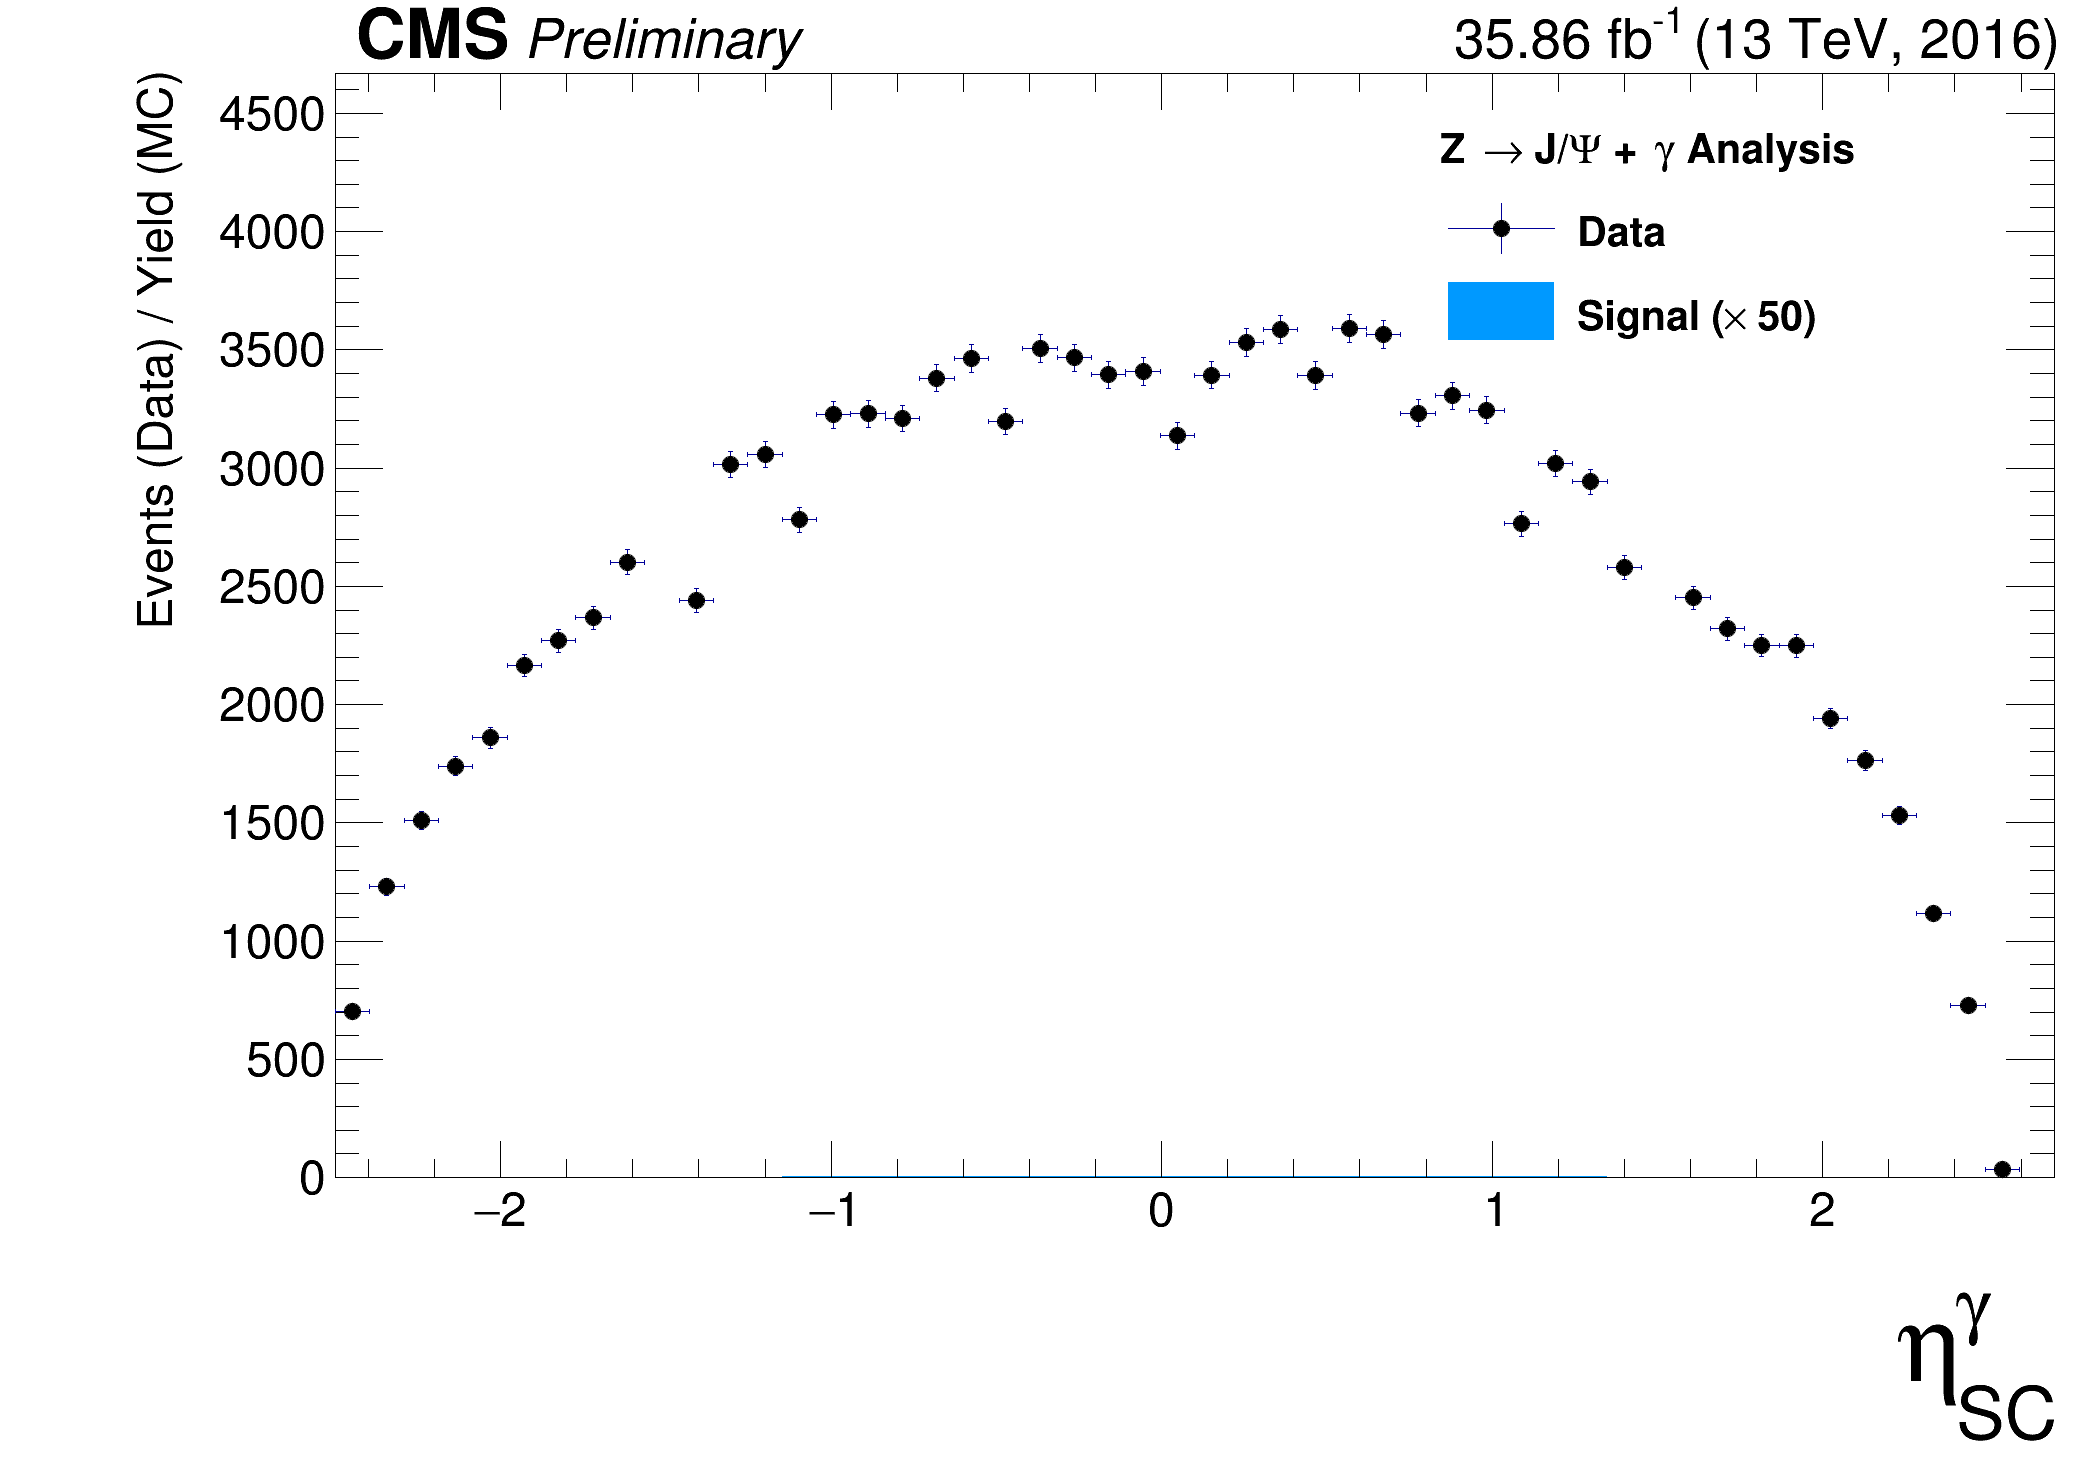 CMS Preliminary 35.86 fb⁻¹ (13 TeV, 2016)
Events (Data) / Yield (MC)
4500
4000
3500
3000
2500
2000
1500
1000
500
0
Z → J/Ψ + γ Analysis
Data
Signal (× 50)
−2 −1 0 1 2
η^γ_SC